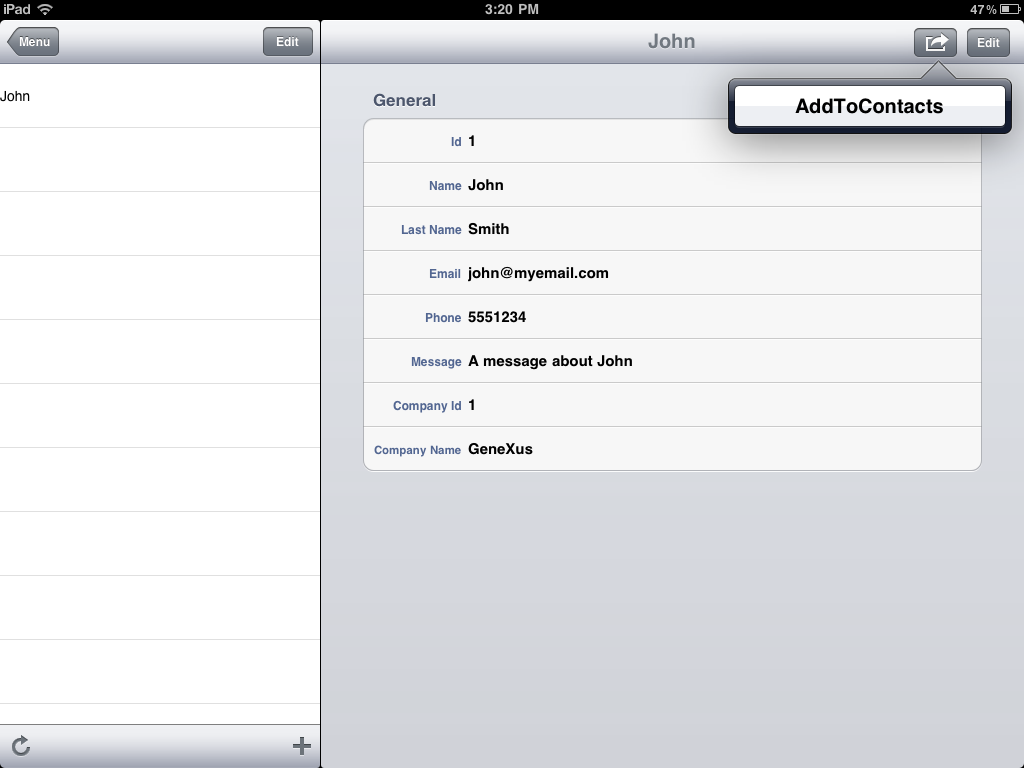 iPad 3:20 PM 47%
Menu Edit John Edit
John
General
AddToContacts
Id 1
Name John
Last Name Smith
Email john@myemail.com
Phone 5551234
Message A message about John
Company Id 1
Company Name GeneXus